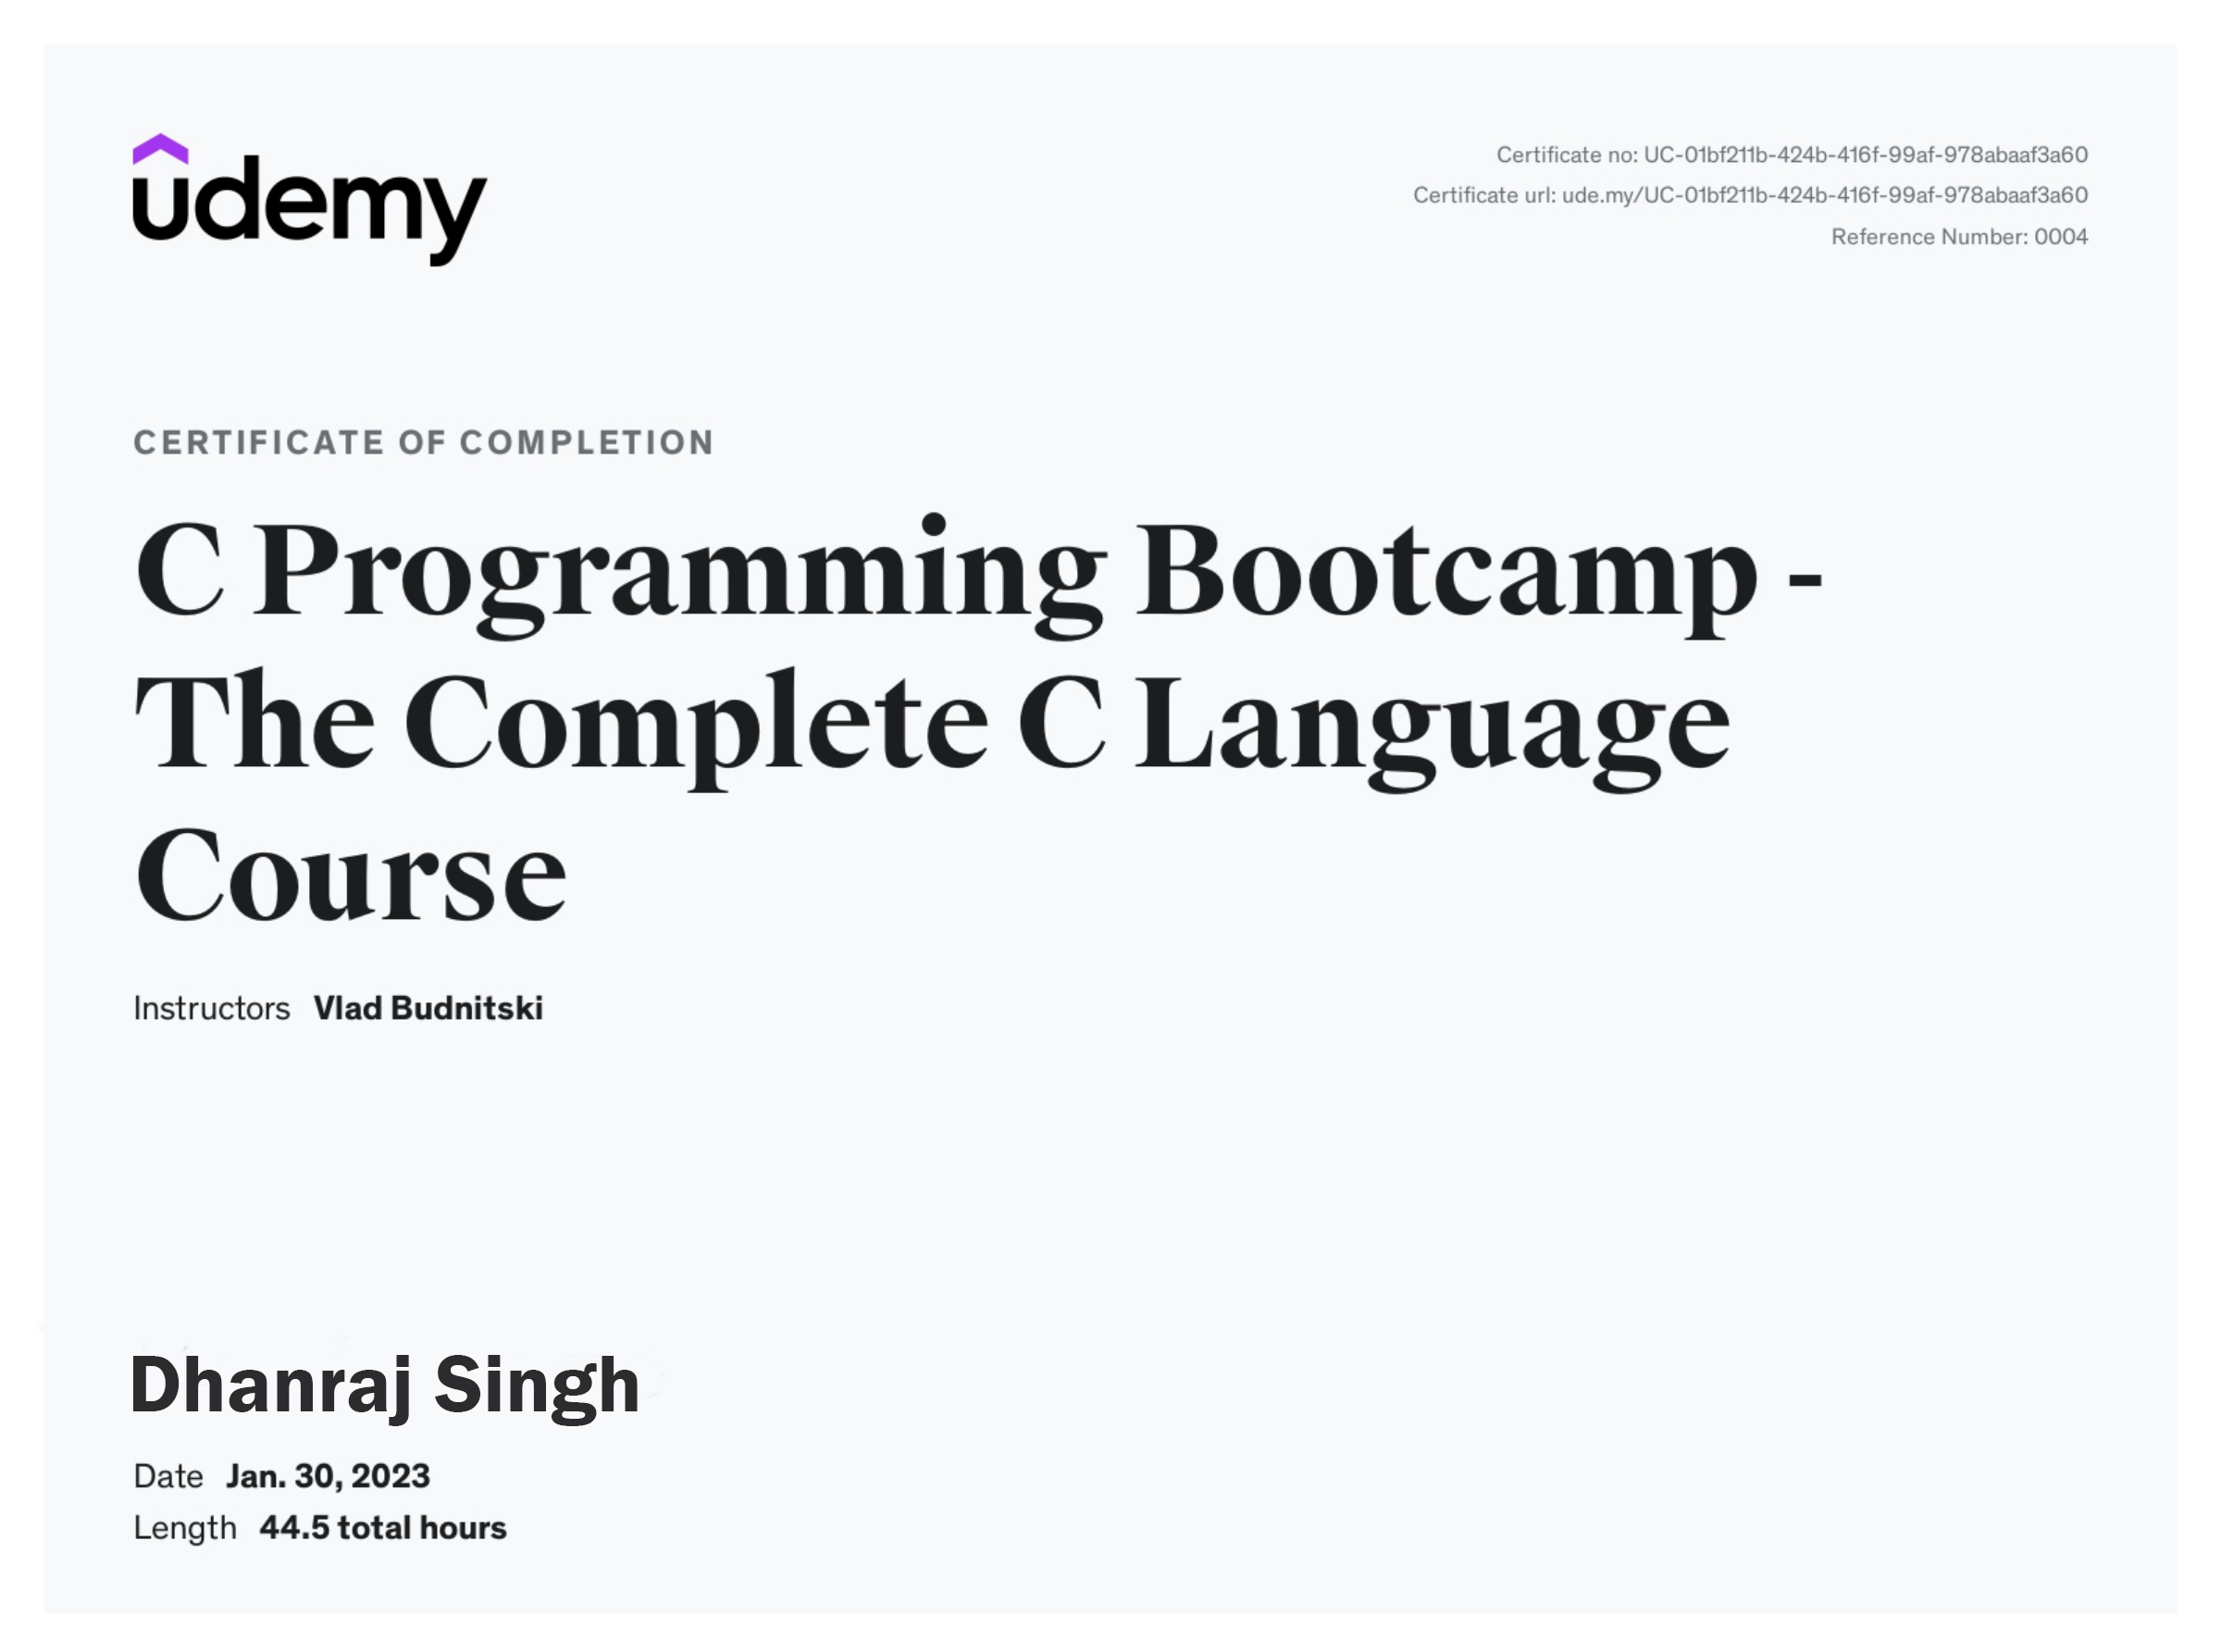 udemy
Certificate no: UC-01bf211b-424b-416f-99af-978abaaf3a60
Certificate url: ude.my/UC-01bf211b-424b-416f-99af-978abaaf3a60
Reference Number: 0004
CERTIFICATE OF COMPLETION
C Programming Bootcamp -
The Complete C Language
Course
Instructors Vlad Budnitski
Dhanraj Singh
Date Jan. 30, 2023
Length 44.5 total hours